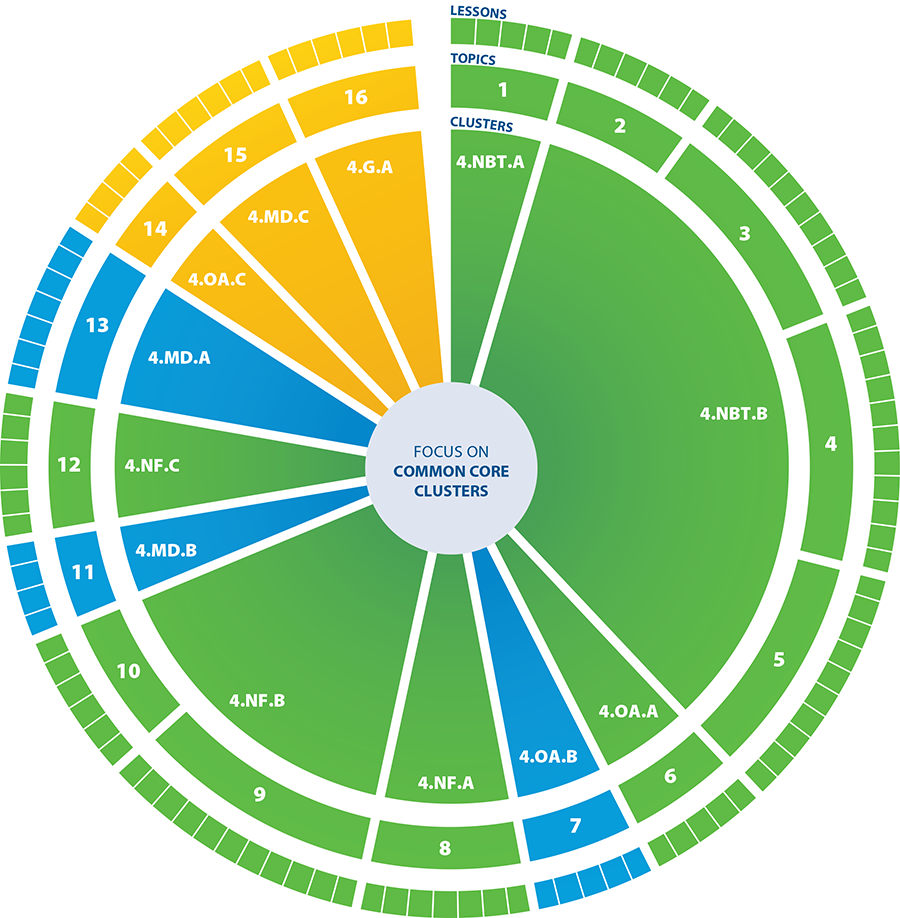 LESSONS
TOPICS
CLUSTERS
1
2
3
4
5
6
7
8
9
10
11
12
13
14
15
16
4.NBT.A
4.NBT.B
4.OA.A
4.OA.B
4.NF.A
4.NF.B
4.MD.B
4.NF.C
4.MD.A
4.OA.C
4.MD.C
4.G.A
FOCUS ON
COMMON CORE
CLUSTERS